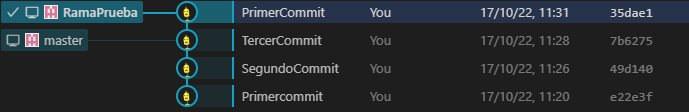 RamaPrueba PrimerCommit You 17/10/22, 11:31 35dae1
master TercerCommit You 17/10/22, 11:28 7b6275
SegundoCommit You 17/10/22, 11:26 49d140
Primercommit You 17/10/22, 11:20 e22e3f